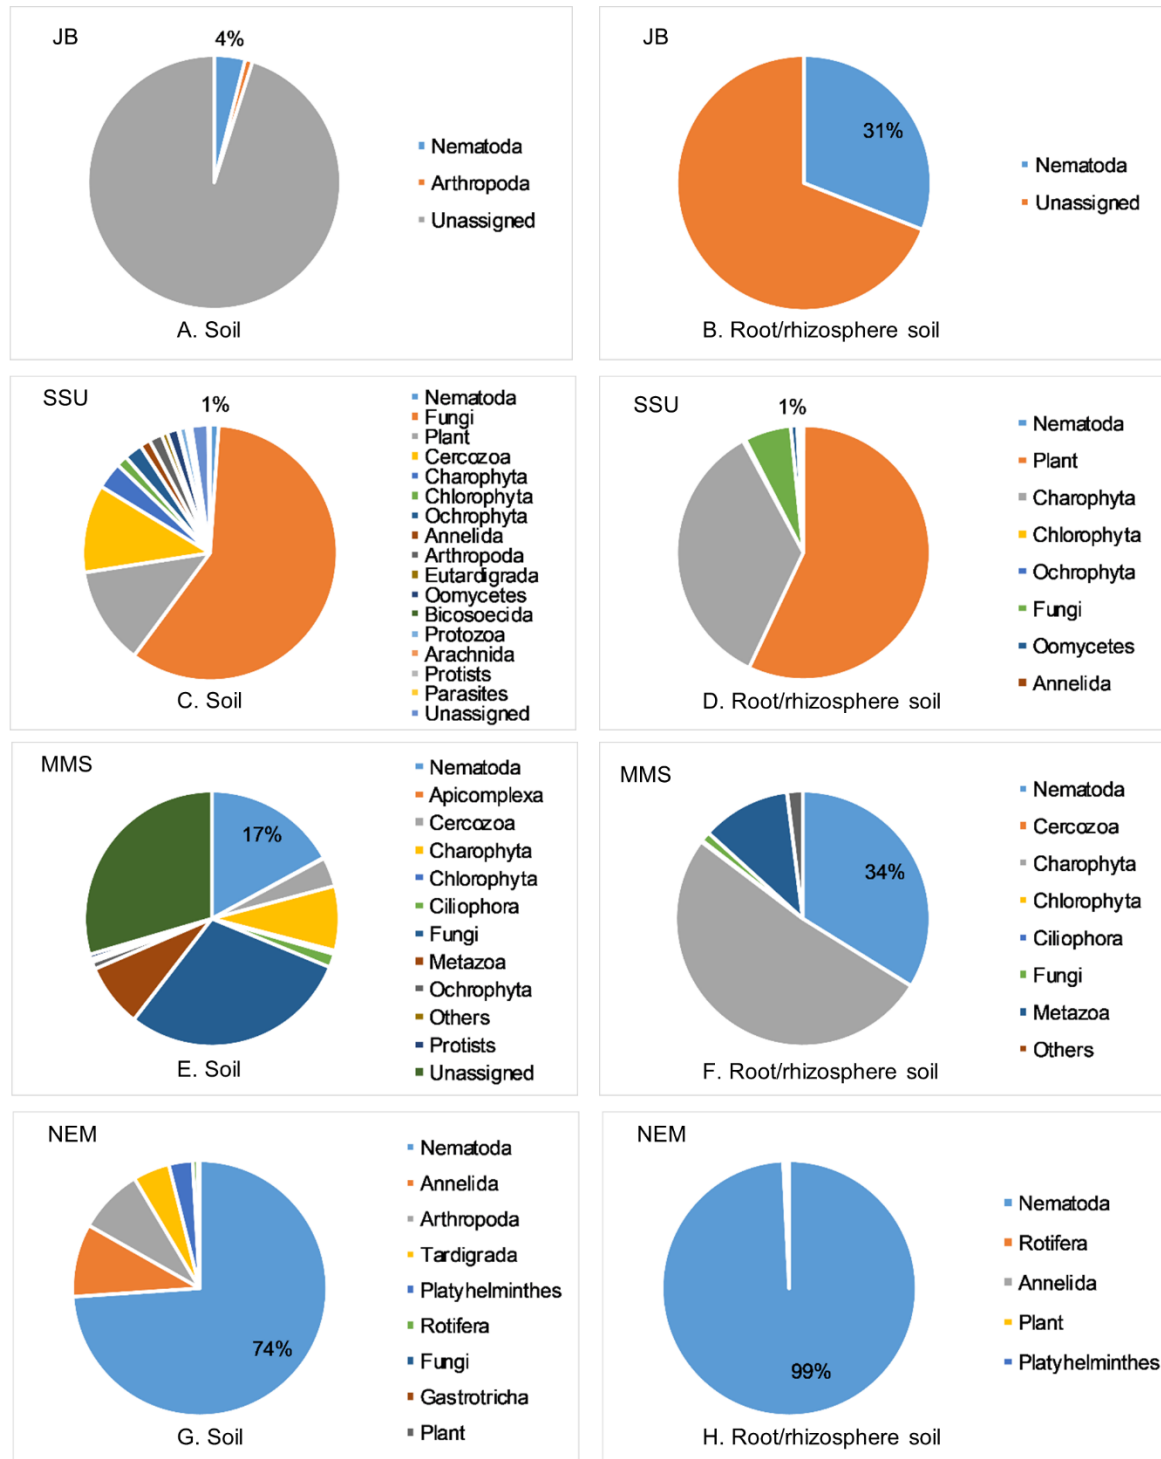 JB
4%
Nematoda
Arthropoda
Unassigned
A. Soil
JB
31%
Nematoda
Unassigned
B. Root/rhizosphere soil
SSU
1%
Nematoda
Fungi
Plant
Cercozoa
Charophyta
Chlorophyta
Ochrophyta
Annelida
Arthropoda
Eutardigrada
Oomycetes
Bicosoecida
Protozoa
Arachnida
Protists
Parasites
Unassigned
C. Soil
SSU
1%
Nematoda
Plant
Charophyta
Chlorophyta
Ochrophyta
Fungi
Oomycetes
Annelida
D. Root/rhizosphere soil
MMS
17%
Nematoda
Apicomplexa
Cercozoa
Charophyta
Chlorophyta
Ciliophora
Fungi
Metazoa
Ochrophyta
Others
Protists
Unassigned
E. Soil
MMS
34%
Nematoda
Cercozoa
Charophyta
Chlorophyta
Ciliophora
Fungi
Metazoa
Others
F. Root/rhizosphere soil
NEM
74%
Nematoda
Annelida
Arthropoda
Tardigrada
Platyhelminthes
Rotifera
Fungi
Gastrotricha
Plant
G. Soil
NEM
99%
Nematoda
Rotifera
Annelida
Plant
Platyhelminthes
H. Root/rhizosphere soil